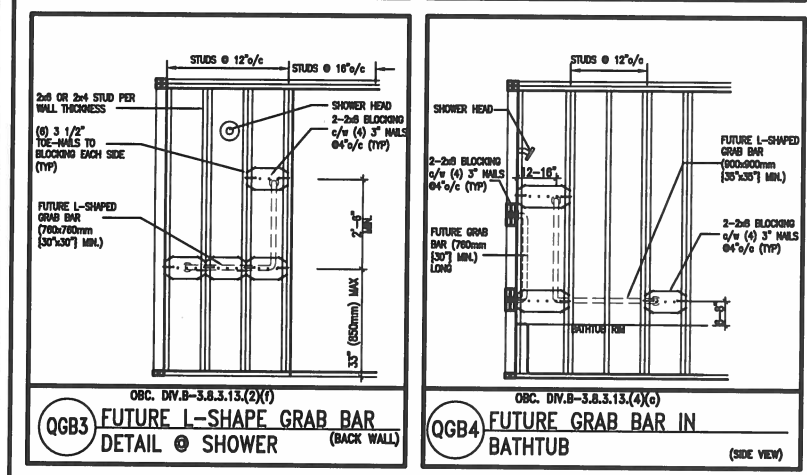 STUDS @ 12"o/c
STUDS @ 16"o/c
2x6 OR 2x4 STUD PER
WALL THICKNESS
(6) 3 1/2"
TOE-NAILS TO
BLOCKING EACH SIDE
(TYP)
SHOWER HEAD
2-2x8 BLOCKING
c/w (4) 3" NAILS
@4"o/c (TYP)
FUTURE L-SHAPED
GRAB BAR
(760x760mm
[30"x30"] MIN.)
2'-6"
MIN.
33" (850mm) MAX
OBC. DIV.B-3.8.3.13.(2)(f)
QGB3
FUTURE L-SHAPE GRAB BAR
DETAIL @ SHOWER
(BACK WALL)
STUDS @ 12"o/c
SHOWER HEAD
2-2x8 BLOCKING
c/w (4) 3" NAILS
@4"o/c (TYP)
12-16"
FUTURE L-SHAPED
GRAB BAR
(900x900mm
[35"x35"] MIN.)
FUTURE GRAB
BAR (760mm
[30"] MIN.)
LONG
2-2x8 BLOCKING
c/w (4) 3" NAILS
@4"o/c (TYP)
BATHTUB RIM
OBC. DIV.B-3.8.3.13.(4)(c)
QGB4
FUTURE GRAB BAR IN
BATHTUB
(SIDE VIEW)